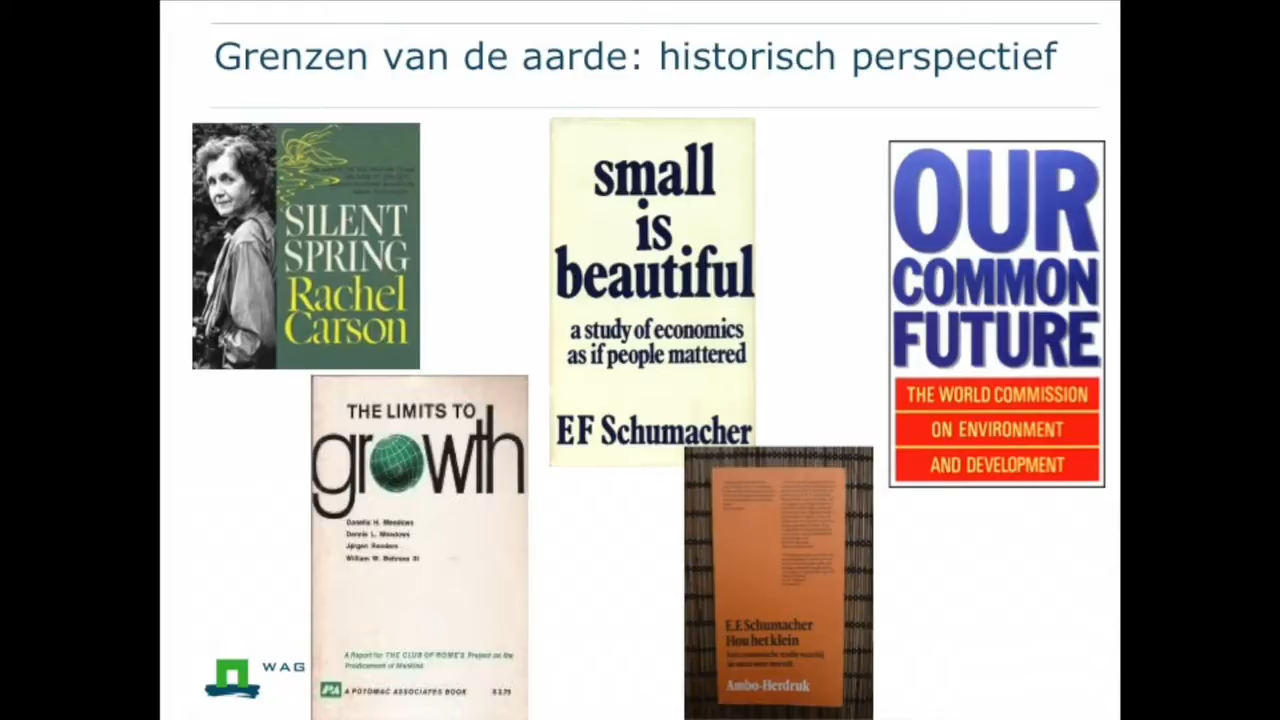 Grenzen van de aarde: historisch perspectief
SILENT
SPRING
Rachel
Carson
THE LIMITS TO
growth
Donella H. Meadows
Dennis L. Meadows
Jørgen Randers
William W. Behrens III
A Report for THE CLUB OF ROME'S Project on the
Predicament of Mankind
PA A POTOMAC ASSOCIATES BOOK $2.75
small
is
beautiful
a study of economics
as if people mattered
EF Schumacher
E.F. Schumacher
Hou het klein
Ambo-Herdruk
OUR
COMMON
FUTURE
THE WORLD COMMISSION
ON ENVIRONMENT
AND DEVELOPMENT
WAG